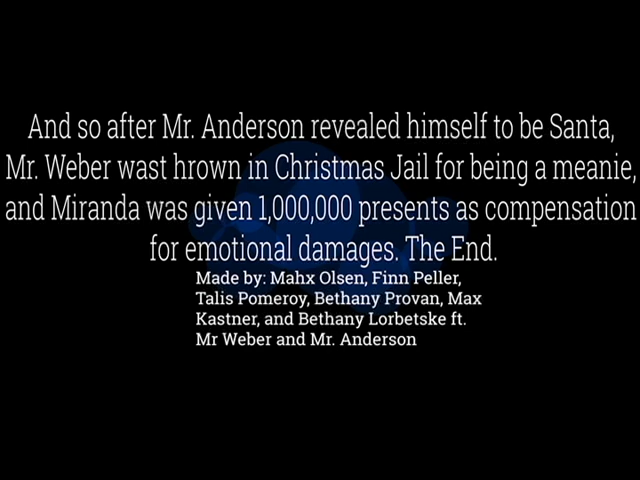 And so after Mr. Anderson revealed himself to be Santa,
Mr. Weber wast hrown in Christmas Jail for being a meanie,
and Miranda was given 1,000,000 presents as compensation
for emotional damages. The End.
Made by: Mahx Olsen, Finn Peller,
Talis Pomeroy, Bethany Provan, Max
Kastner, and Bethany Lorbetske ft.
Mr Weber and Mr. Anderson